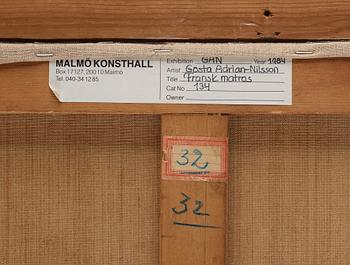 MALMÖ KONSTHALL
Box 17127, 200 10 Malmö
Tel. 040-34 12 85
Exhibition GAN Year 1984
Artist Gösta Adrian-Nilsson
Title Fransk matros
Cat No 134
Owner
32
32